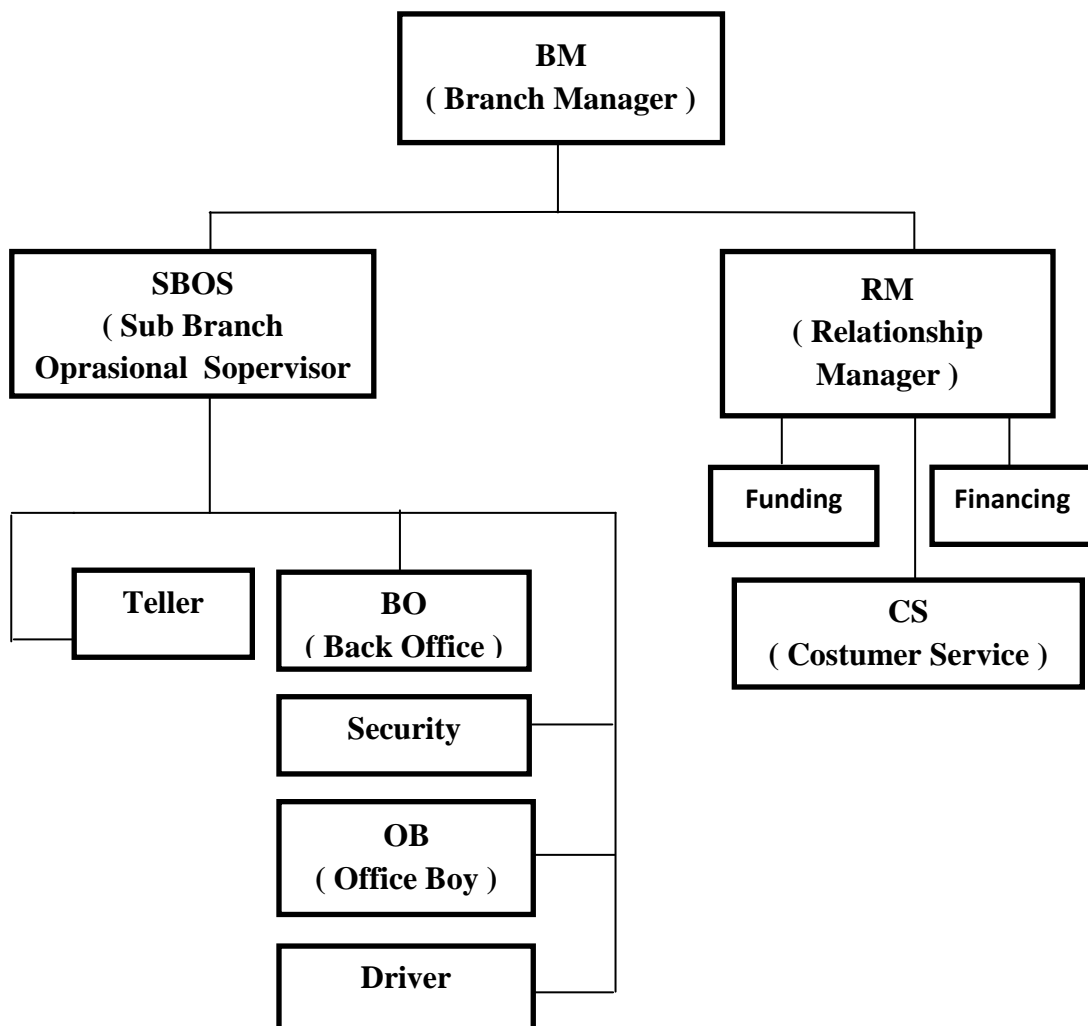 BM
( Branch Manager )
SBOS
( Sub Branch
Oprasional Sopervisor
RM
( Relationship
Manager )
Funding
Financing
Teller
BO
( Back Office )
CS
( Costumer Service )
Security
OB
( Office Boy )
Driver